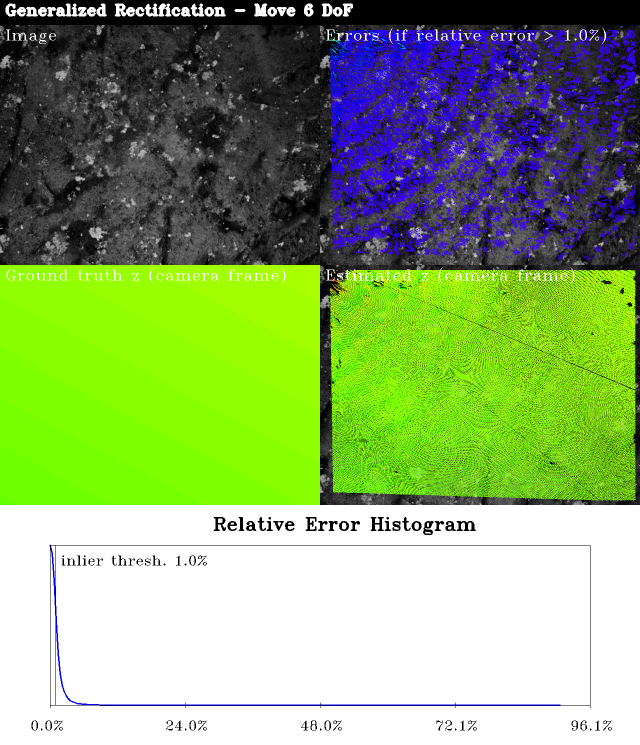 Generalized Rectification - Move 6 DoF
Image
Errors (if relative error > 1.0%)
Ground truth z (camera frame)
Estimated z (camera frame)
Relative Error Histogram
inlier thresh. 1.0%
0.0% 24.0% 48.0% 72.1% 96.1%